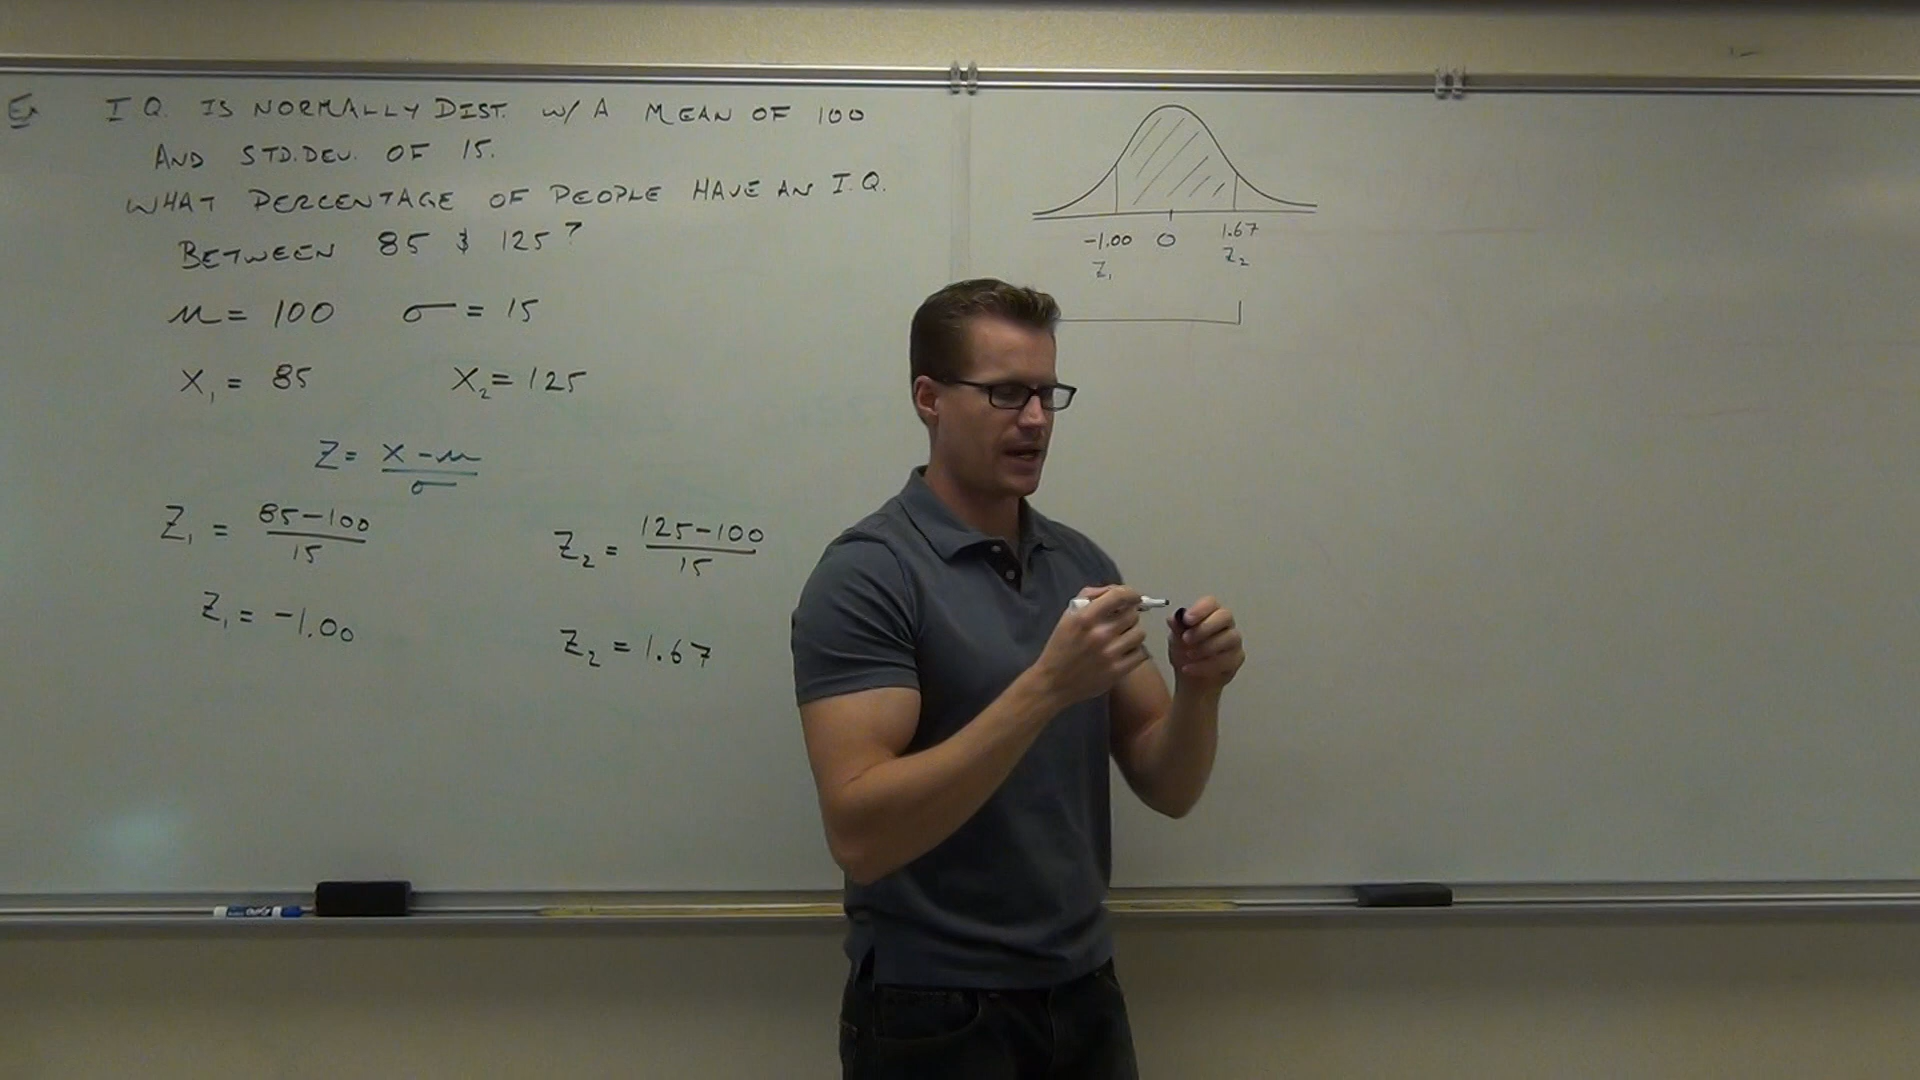 Ex I.Q. IS NORMALLY DIST. W/ A MEAN OF 100
AND STD.DEV. OF 15.
WHAT PERCENTAGE OF PEOPLE HAVE AN I.Q.
BETWEEN 85 & 125?
μ = 100 σ = 15
X₁ = 85 X₂ = 125
Z = (X - μ)/σ
Z₁ = (85-100)/15 Z₂ = (125-100)/15
Z₁ = -1.00 Z₂ = 1.67
-1.00 0 1.67
Z₁ Z₂